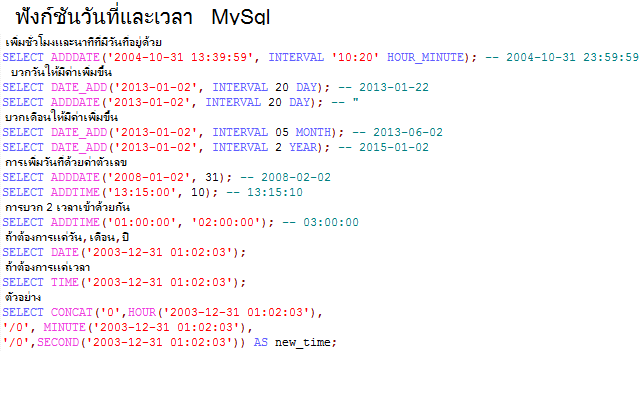 ฟังก์ชันวันที่และเวลา MySql
เพิ่มชั่วโมงและนาทีที่มีวันที่อยู่ด้วย
SELECT ADDDATE('2004-10-31 13:39:59', INTERVAL '10:20' HOUR_MINUTE); -- 2004-10-31 23:59:59
บวกวันให้มีค่าเพิ่มขึ้น
SELECT DATE_ADD('2013-01-02', INTERVAL 20 DAY); -- 2013-01-22
SELECT ADDDATE('2013-01-02', INTERVAL 20 DAY); -- "
บวกเดือนให้มีค่าเพิ่มขึ้น
SELECT DATE_ADD('2013-01-02', INTERVAL 05 MONTH); -- 2013-06-02
SELECT DATE_ADD('2013-01-02', INTERVAL 2 YEAR); -- 2015-01-02
การเพิ่มวันที่ด้วยค่าตัวเลข
SELECT ADDDATE('2008-01-02', 31); -- 2008-02-02
SELECT ADDTIME('13:15:00', 10); -- 13:15:10
การบวก 2 เวลาเข้าด้วยกัน
SELECT ADDTIME('01:00:00', '02:00:00'); -- 03:00:00
ถ้าต้องการแค่วัน,เดือน,ปี
SELECT DATE('2003-12-31 01:02:03');
ถ้าต้องการแค่เวลา
SELECT TIME('2003-12-31 01:02:03');
ตัวอย่าง
SELECT CONCAT('0',HOUR('2003-12-31 01:02:03'),
'/0', MINUTE('2003-12-31 01:02:03'),
'/0',SECOND('2003-12-31 01:02:03')) AS new_time;